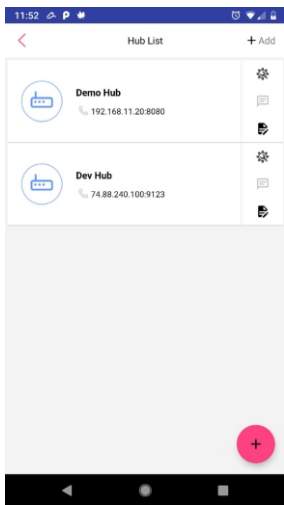 11:52
Hub List
+ Add
Demo Hub
192.168.11.20:8080
Dev Hub
74.88.240.100:9123